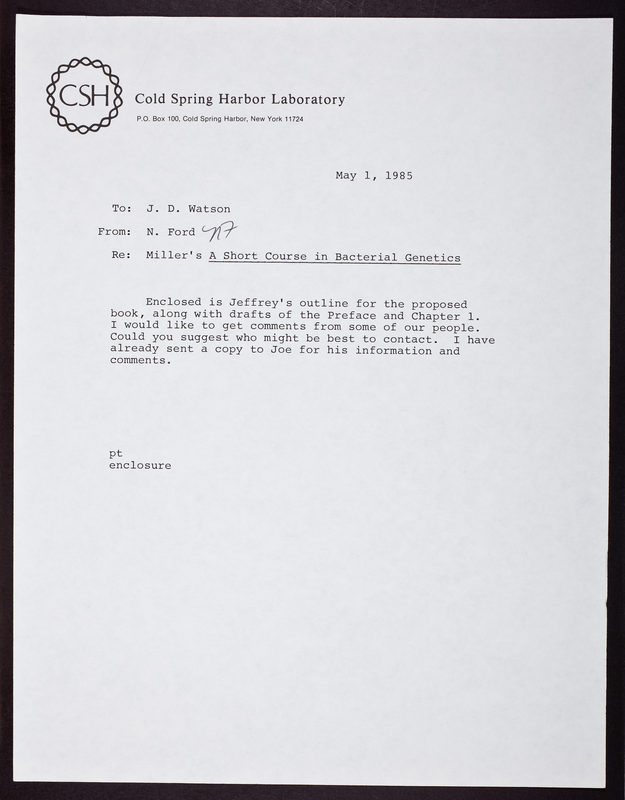 CSH
Cold Spring Harbor Laboratory
P.O. Box 100, Cold Spring Harbor, New York 11724
May 1, 1985
To: J. D. Watson
From: N. Ford NF
Re: Miller's A Short Course in Bacterial Genetics
Enclosed is Jeffrey's outline for the proposed
book, along with drafts of the Preface and Chapter 1.
I would like to get comments from some of our people.
Could you suggest who might be best to contact. I have
already sent a copy to Joe for his information and
comments.
pt
enclosure